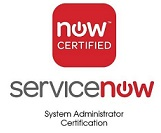 now
CERTIFIED
servicenow
System Administrator
Certification